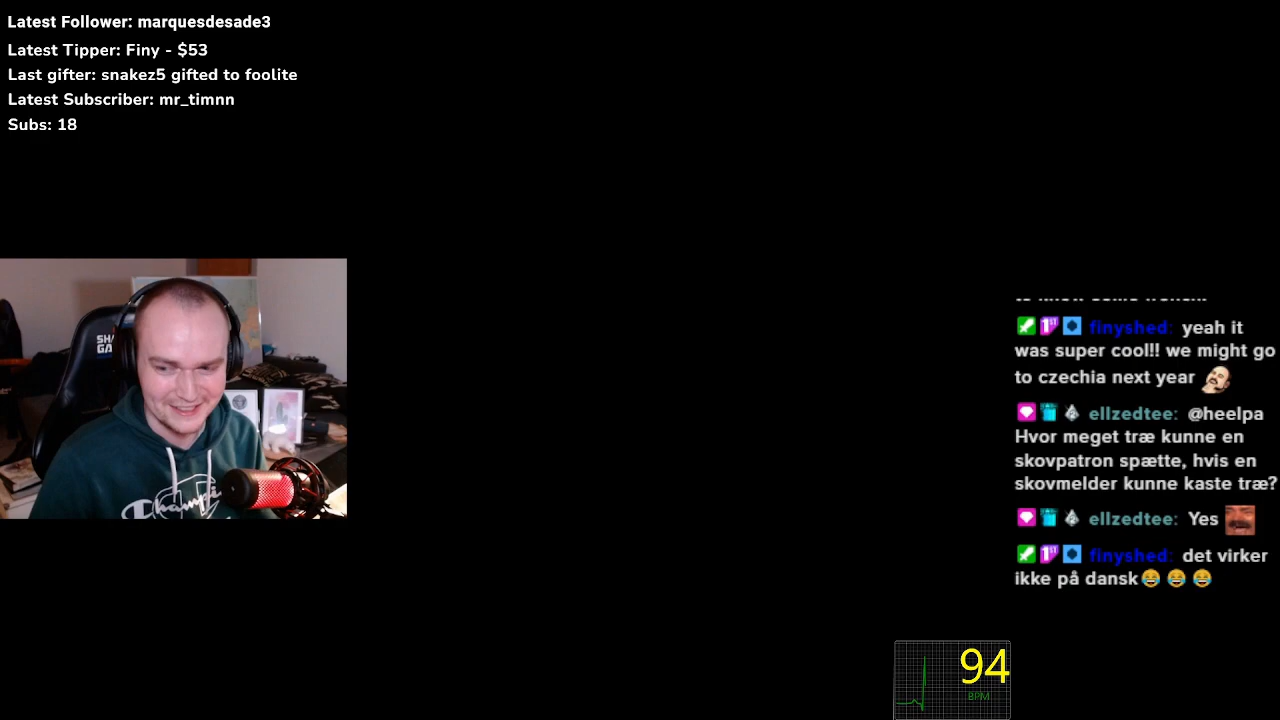 Latest Follower: marquesdesade3
Latest Tipper: Finy - $53
Last gifter: snakez5 gifted to foolite
Latest Subscriber: mr_timnn
Subs: 18
finyshed: yeah it
was super cool!! we might go
to czechia next year
ellzedtee: @heelpa
Hvor meget træ kunne en
skovpatron spætte, hvis en
skovmelder kunne kaste træ?
ellzedtee: Yes
finyshed: det virker
ikke på dansk😂 😂 😂
Champi
94
BPM